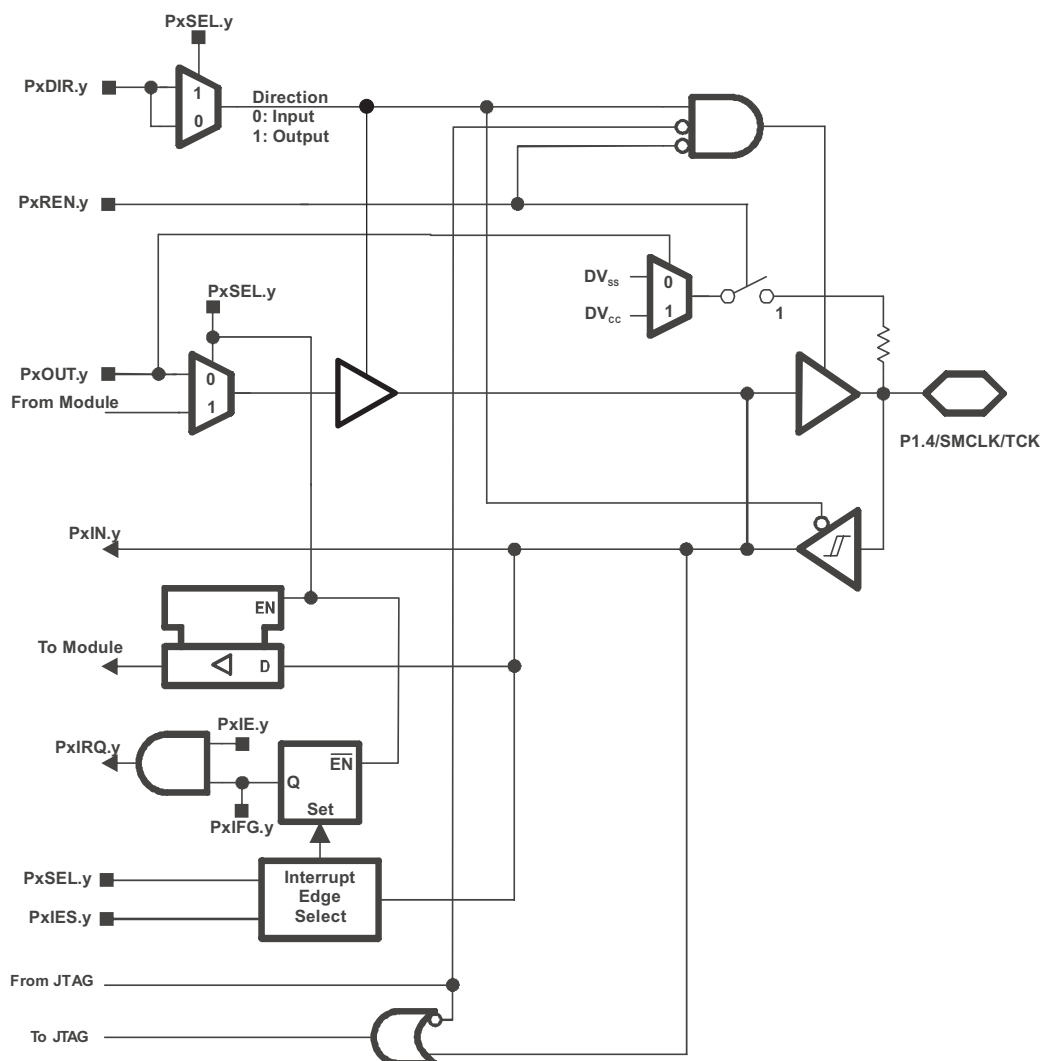 PxSEL.y
PxDIR.y
1
0
Direction
0: Input
1: Output
PxREN.y
DVss
0
DVcc
1
1
PxSEL.y
PxOUT.y
0
From Module
1
P1.4/SMCLK/TCK
PxIN.y
EN
To Module
D
PxIE.y
PxIRQ.y
EN
Q
Set
PxIFG.y
PxSEL.y
Interrupt
Edge
Select
PxIES.y
From JTAG
To JTAG